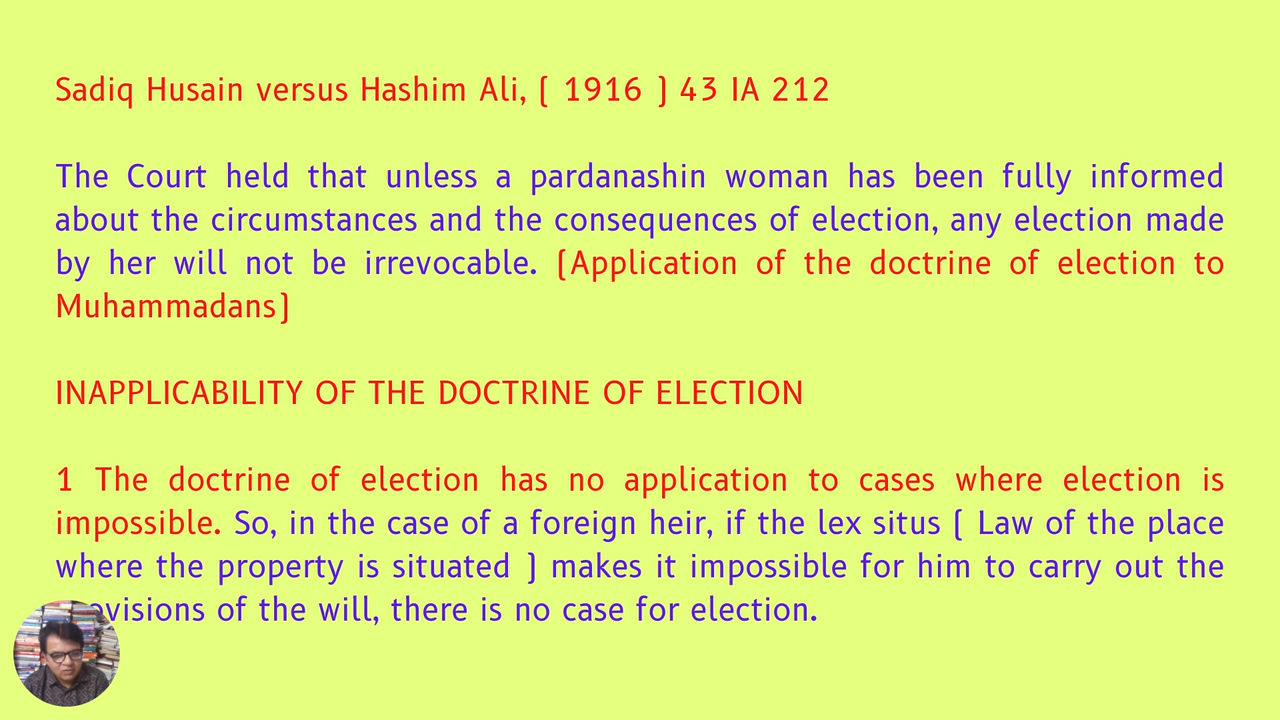 Sadiq Husain versus Hashim Ali, ( 1916 ) 43 IA 212
The Court held that unless a pardanashin woman has been fully informed
about the circumstances and the consequences of election, any election made
by her will not be irrevocable. (Application of the doctrine of election to
Muhammadans)
INAPPLICABILITY OF THE DOCTRINE OF ELECTION
1 The doctrine of election has no application to cases where election is
impossible. So, in the case of a foreign heir, if the lex situs ( Law of the place
where the property is situated ) makes it impossible for him to carry out the
of the will, there is no case for election.